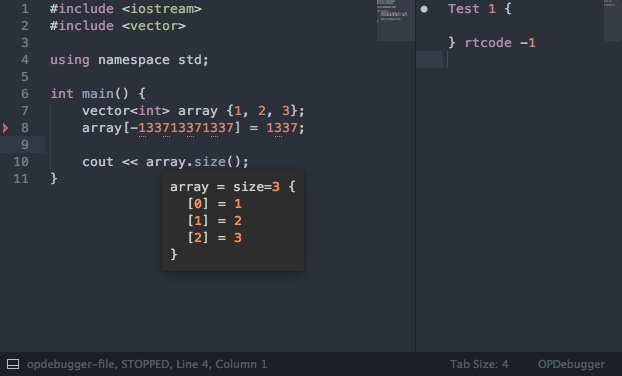 1 #include <iostream>
2 #include <vector>
3
4 using namespace std;
5
6 int main() {
7 vector<int> array {1, 2, 3};
8 array[-133713371337] = 1337;
9
10 cout << array.size();
11 }
array = size=3 {
[0] = 1
[1] = 2
[2] = 3
}
Test 1 {
} rtcode -1
opdebugger-file, STOPPED, Line 4, Column 1
Tab Size: 4
OPDebugger